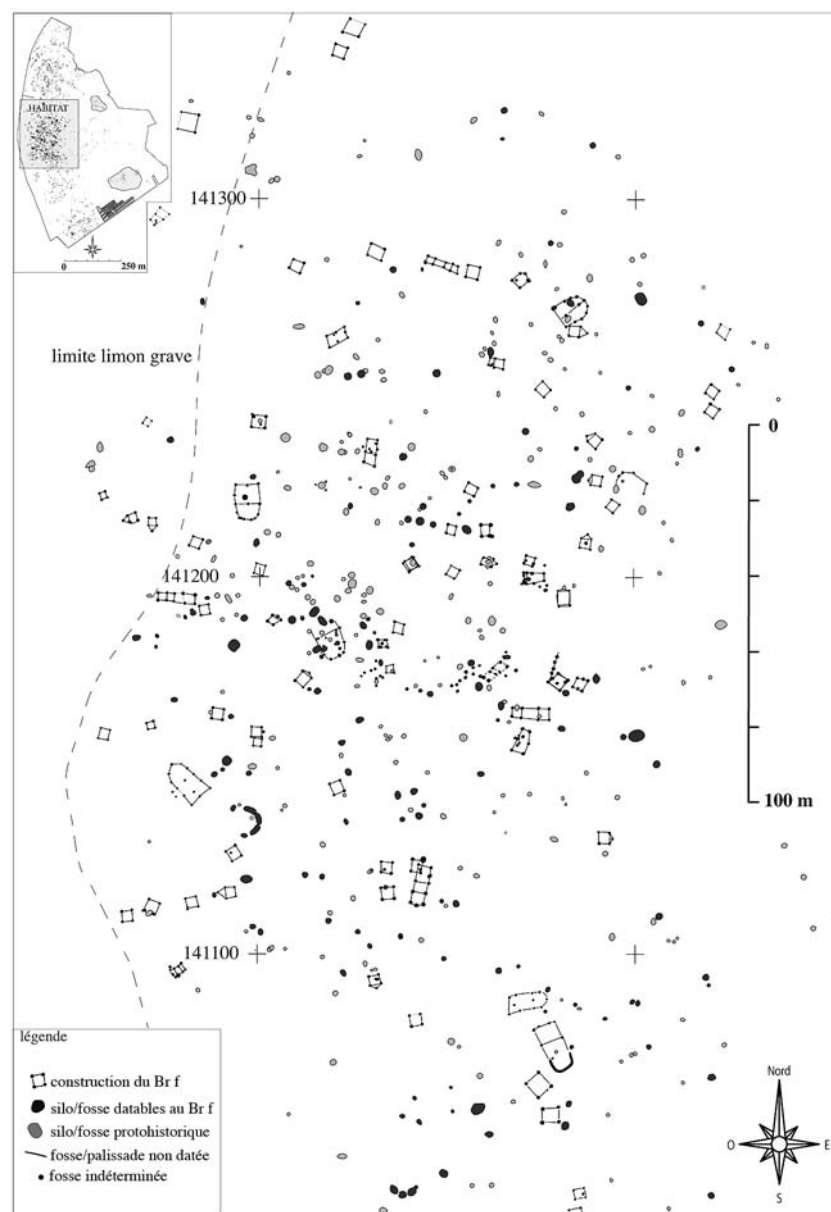 HABITAT
0 250 m
141300
limite limon grave
0
141200
100 m
141100
légende
construction du Br f
silo/fosse datables au Br f
silo/fosse protohistorique
fosse/palissade non datée
fosse indéterminée
Nord
O E
S